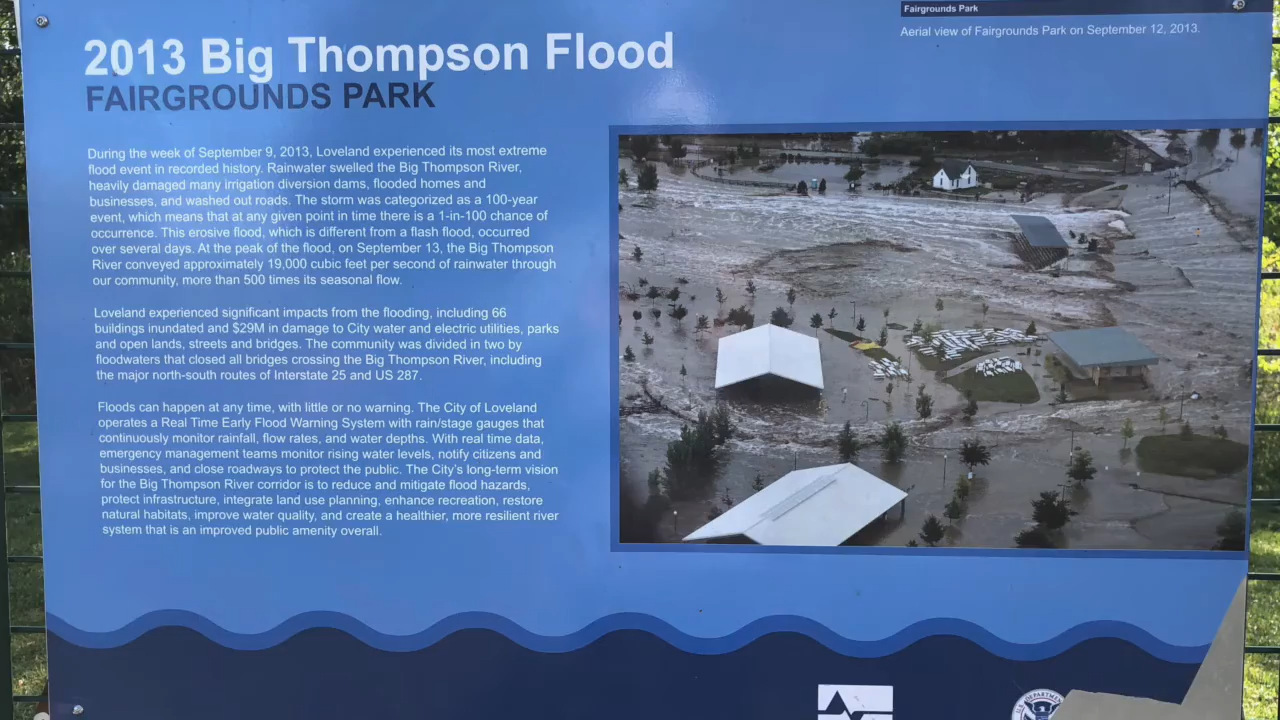 Fairgrounds Park
Aerial view of Fairgrounds Park on September 12, 2013.
2013 Big Thompson Flood
FAIRGROUNDS PARK
During the week of September 9, 2013, Loveland experienced its most extreme
flood event in recorded history. Rainwater swelled the Big Thompson River,
heavily damaged many irrigation diversion dams, flooded homes and
businesses, and washed out roads. The storm was categorized as a 100-year
event, which means that at any given point in time there is a 1-in-100 chance of
occurrence. This erosive flood, which is different from a flash flood, occurred
over several days. At the peak of the flood, on September 13, the Big Thompson
River conveyed approximately 19,000 cubic feet per second of rainwater through
our community, more than 500 times its seasonal flow.
Loveland experienced significant impacts from the flooding, including 66
buildings inundated and $29M in damage to City water and electric utilities, parks
and open lands, streets and bridges. The community was divided in two by
floodwaters that closed all bridges crossing the Big Thompson River, including
the major north-south routes of Interstate 25 and US 287.
Floods can happen at any time, with little or no warning. The City of Loveland
operates a Real Time Early Flood Warning System with rain/stage gauges that
continuously monitor rainfall, flow rates, and water depths. With real time data,
emergency management teams monitor rising water levels, notify citizens and
businesses, and close roadways to protect the public. The City's long-term vision
for the Big Thompson River corridor is to reduce and mitigate flood hazards,
protect infrastructure, integrate land use planning, enhance recreation, restore
natural habitats, improve water quality, and create a healthier, more resilient river
system that is an improved public amenity overall.